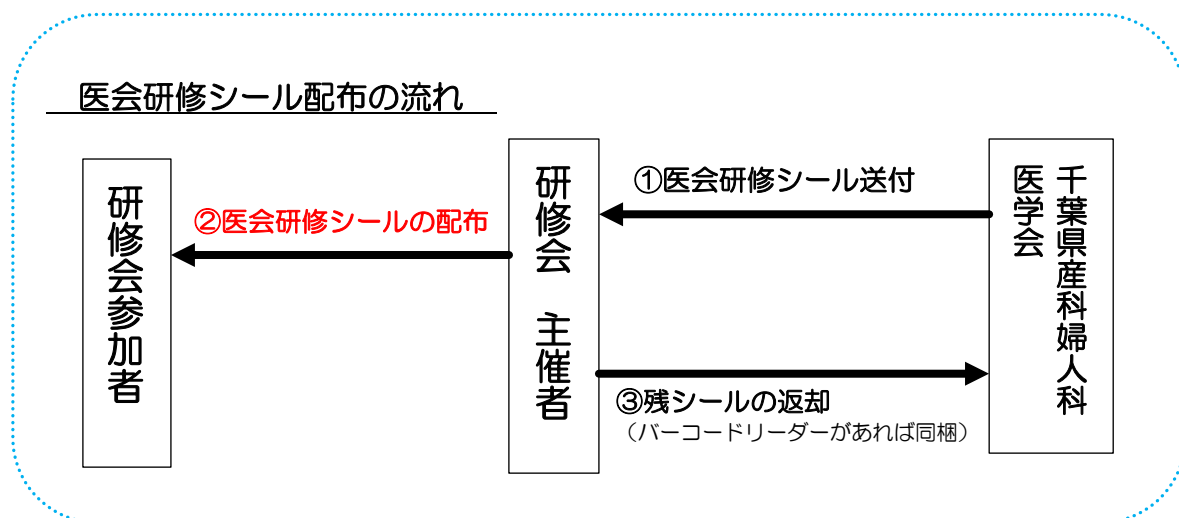 医会研修シール配布の流れ
研修会参加者
②医会研修シールの配布
研修会　主催者
①医会研修シール送付
③残シールの返却
（バーコードリーダーがあれば同梱）
千葉県産科婦人科
医学会